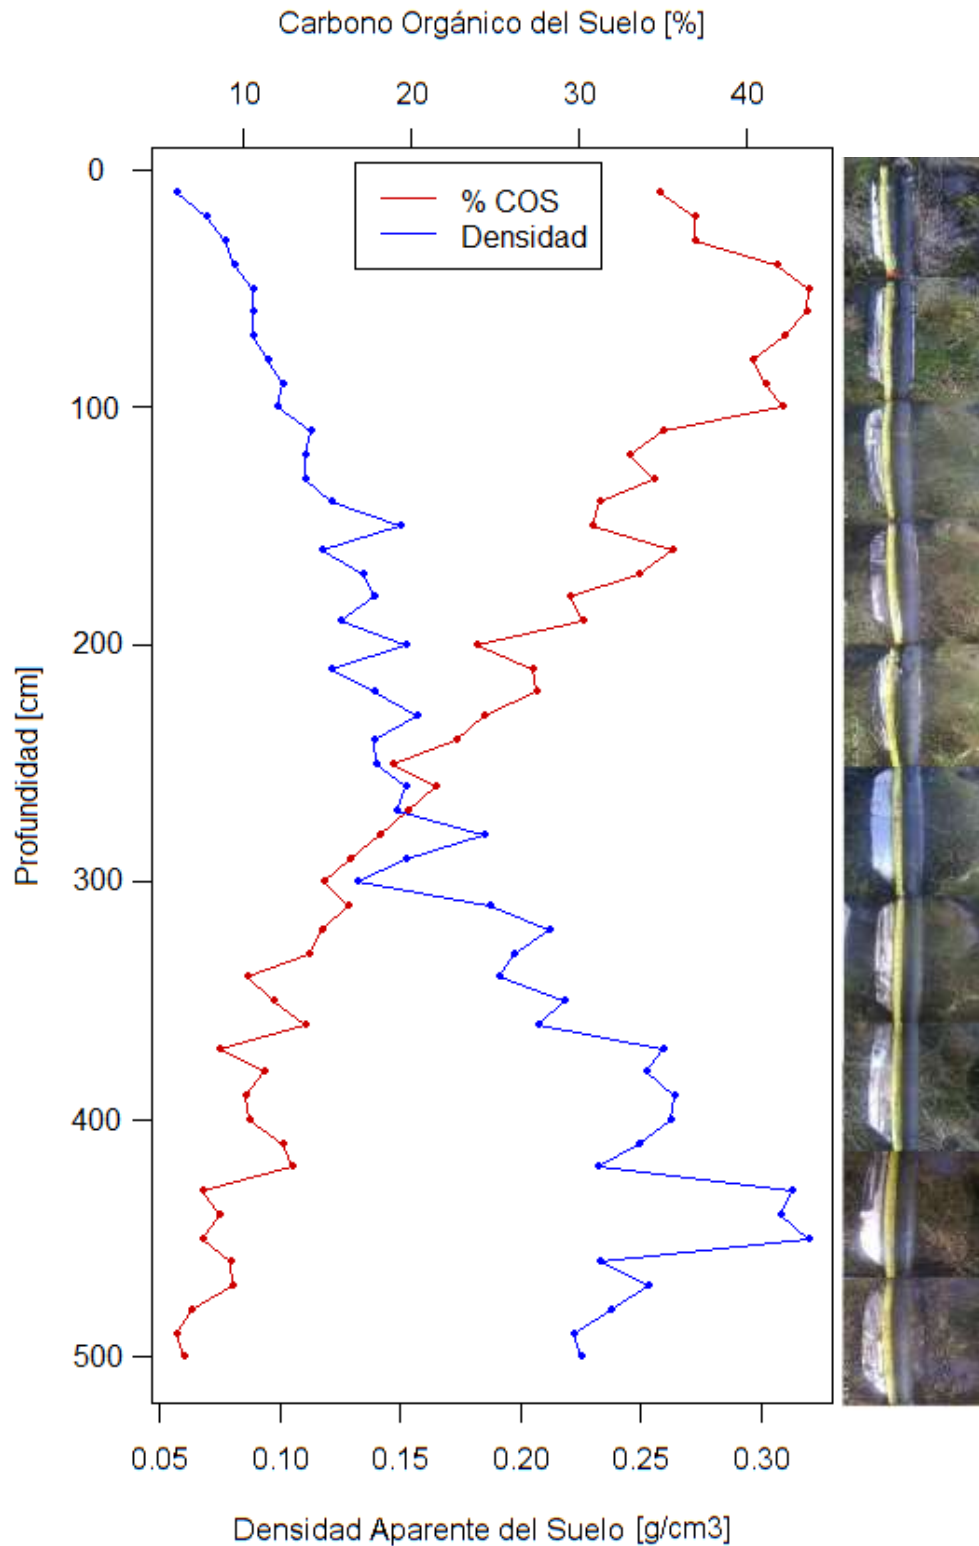 Carbono Orgánico del Suelo [%]
10 20 30 40
% COS
Densidad
0
100
200
300
400
500
Profundidad [cm]
0.05 0.10 0.15 0.20 0.25 0.30
Densidad Aparente del Suelo [g/cm3]